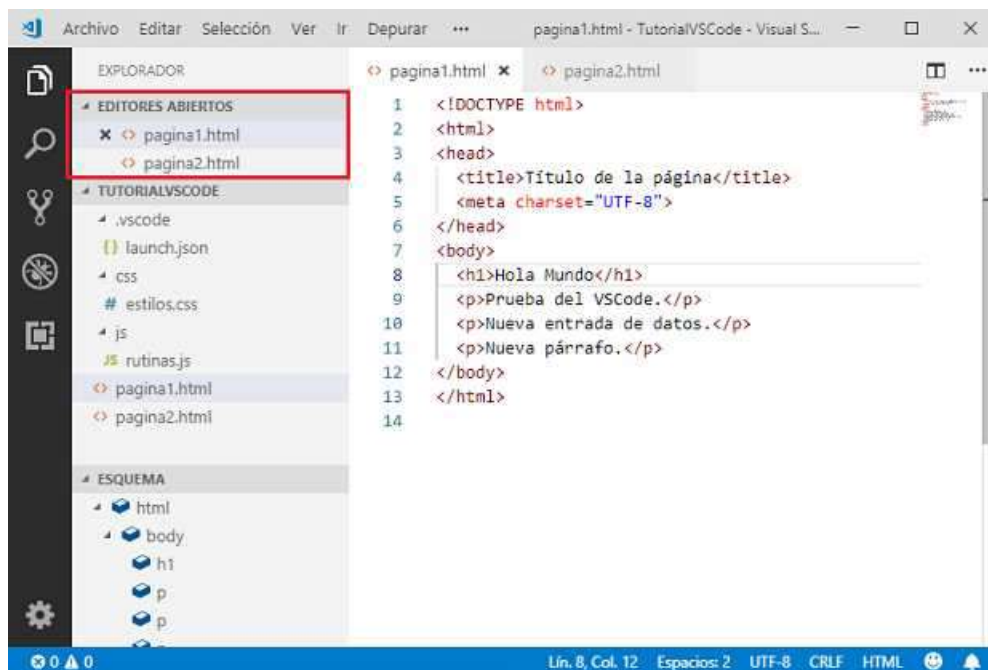 Archivo Editar Selección Ver Ir Depurar ••• pagina1.html - TutorialVSCode - Visual S...
EXPLORADOR
EDITORES ABIERTOS
pagina1.html
pagina2.html
TUTORIALVSCODE
.vscode
{} launch.json
css
# estilos.css
js
JS rutinas.js
<> pagina1.html
<> pagina2.html
ESQUEMA
html
body
h1
p
p
<> pagina1.html × <> pagina2.html
1 <!DOCTYPE html>
2 <html>
3 <head>
4 <title>Título de la página</title>
5 <meta charset="UTF-8">
6 </head>
7 <body>
8 <h1>Hola Mundo</h1>
9 <p>Prueba del VSCode.</p>
10 <p>Nueva entrada de datos.</p>
11 <p>Nueva párrafo.</p>
12 </body>
13 </html>
14
0 0 Lín. 8, Col. 12 Espacios: 2 UTF-8 CRLF HTML